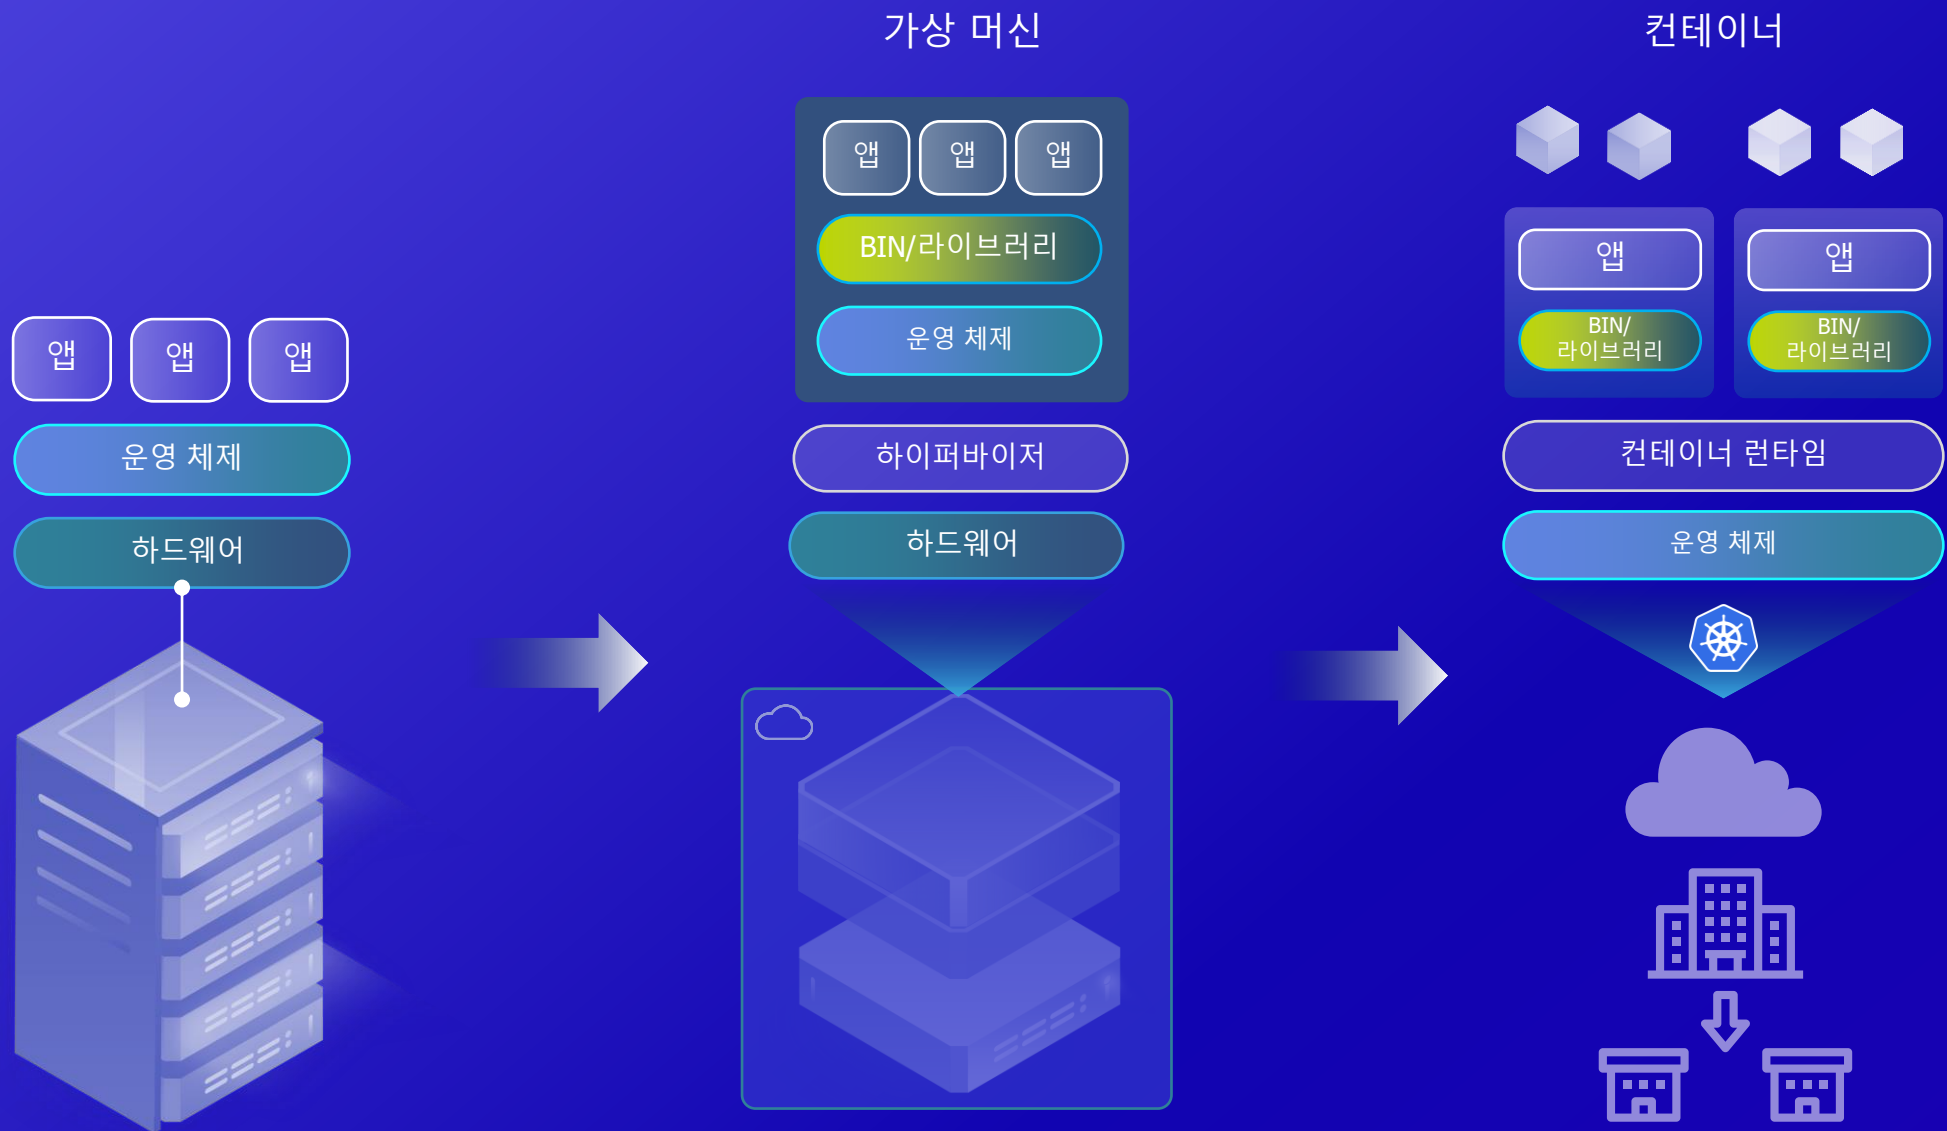 가상 머신
컨테이너
앱 앱 앱
운영 체제
하드웨어
앱 앱 앱
BIN/라이브러리
운영 체제
하이퍼바이저
하드웨어
앱
BIN/
라이브러리
앱
BIN/
라이브러리
컨테이너 런타임
운영 체제